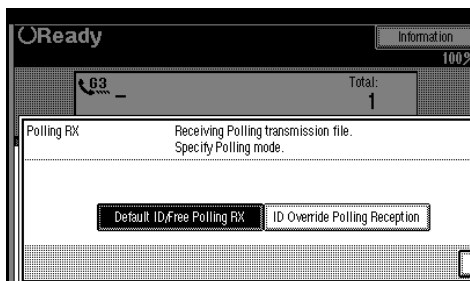 Ready
Information
100%
G3
Total:
1
Polling RX
Receiving Polling transmission file.
Specify Polling mode.
Default ID/Free Polling RX
ID Override Polling Reception